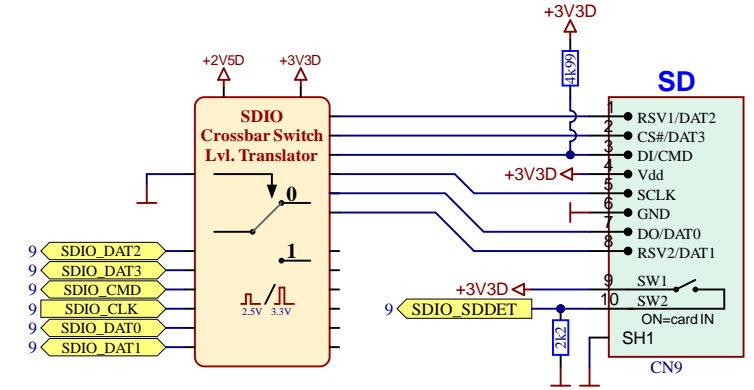 +3V3D
+2V5D
+3V3D
4k99
SD
SDIO
Crossbar Switch
Lvl. Translator
0
1
2.5V
3.3V
1 RSV1/DAT2
2 CS#/DAT3
3 DI/CMD
+3V3D 4 Vdd
5 SCLK
6 GND
7 DO/DAT0
8 RSV2/DAT1
9 SDIO_DAT2
9 SDIO_DAT3
9 SDIO_CMD
9 SDIO_CLK
9 SDIO_DAT0
9 SDIO_DAT1
+3V3D 9 SW1
9 SDIO_SDDET 10 SW2
ON=card IN
2k2
SH1
CN9